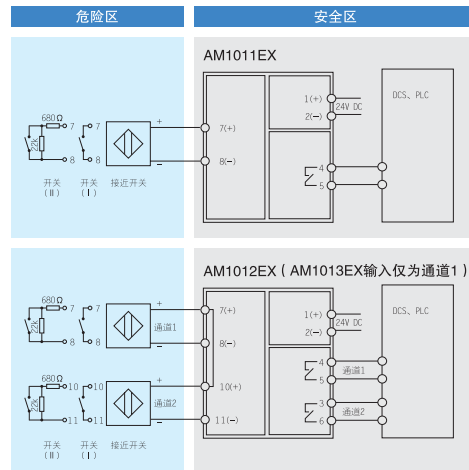 危险区
安全区
AM1011EX
680Ω
22k
7
8
7
8
+
−
开关
(Ⅱ)
开关
(Ⅰ)
接近开关
7(+)
8(−)
1(+)
2(−)
24V DC
4
5
DCS、PLC
AM1012EX ( AM1013EX输入仅为通道1 )
680Ω
22k
7
8
7
8
+
−
通道1
680Ω
22k
10
11
10
11
+
−
通道2
开关
(Ⅱ)
开关
(Ⅰ)
接近开关
7(+)
8(−)
10(+)
11(−)
1(+)
2(−)
24V DC
4
5
通道1
3
6
通道2
DCS、PLC